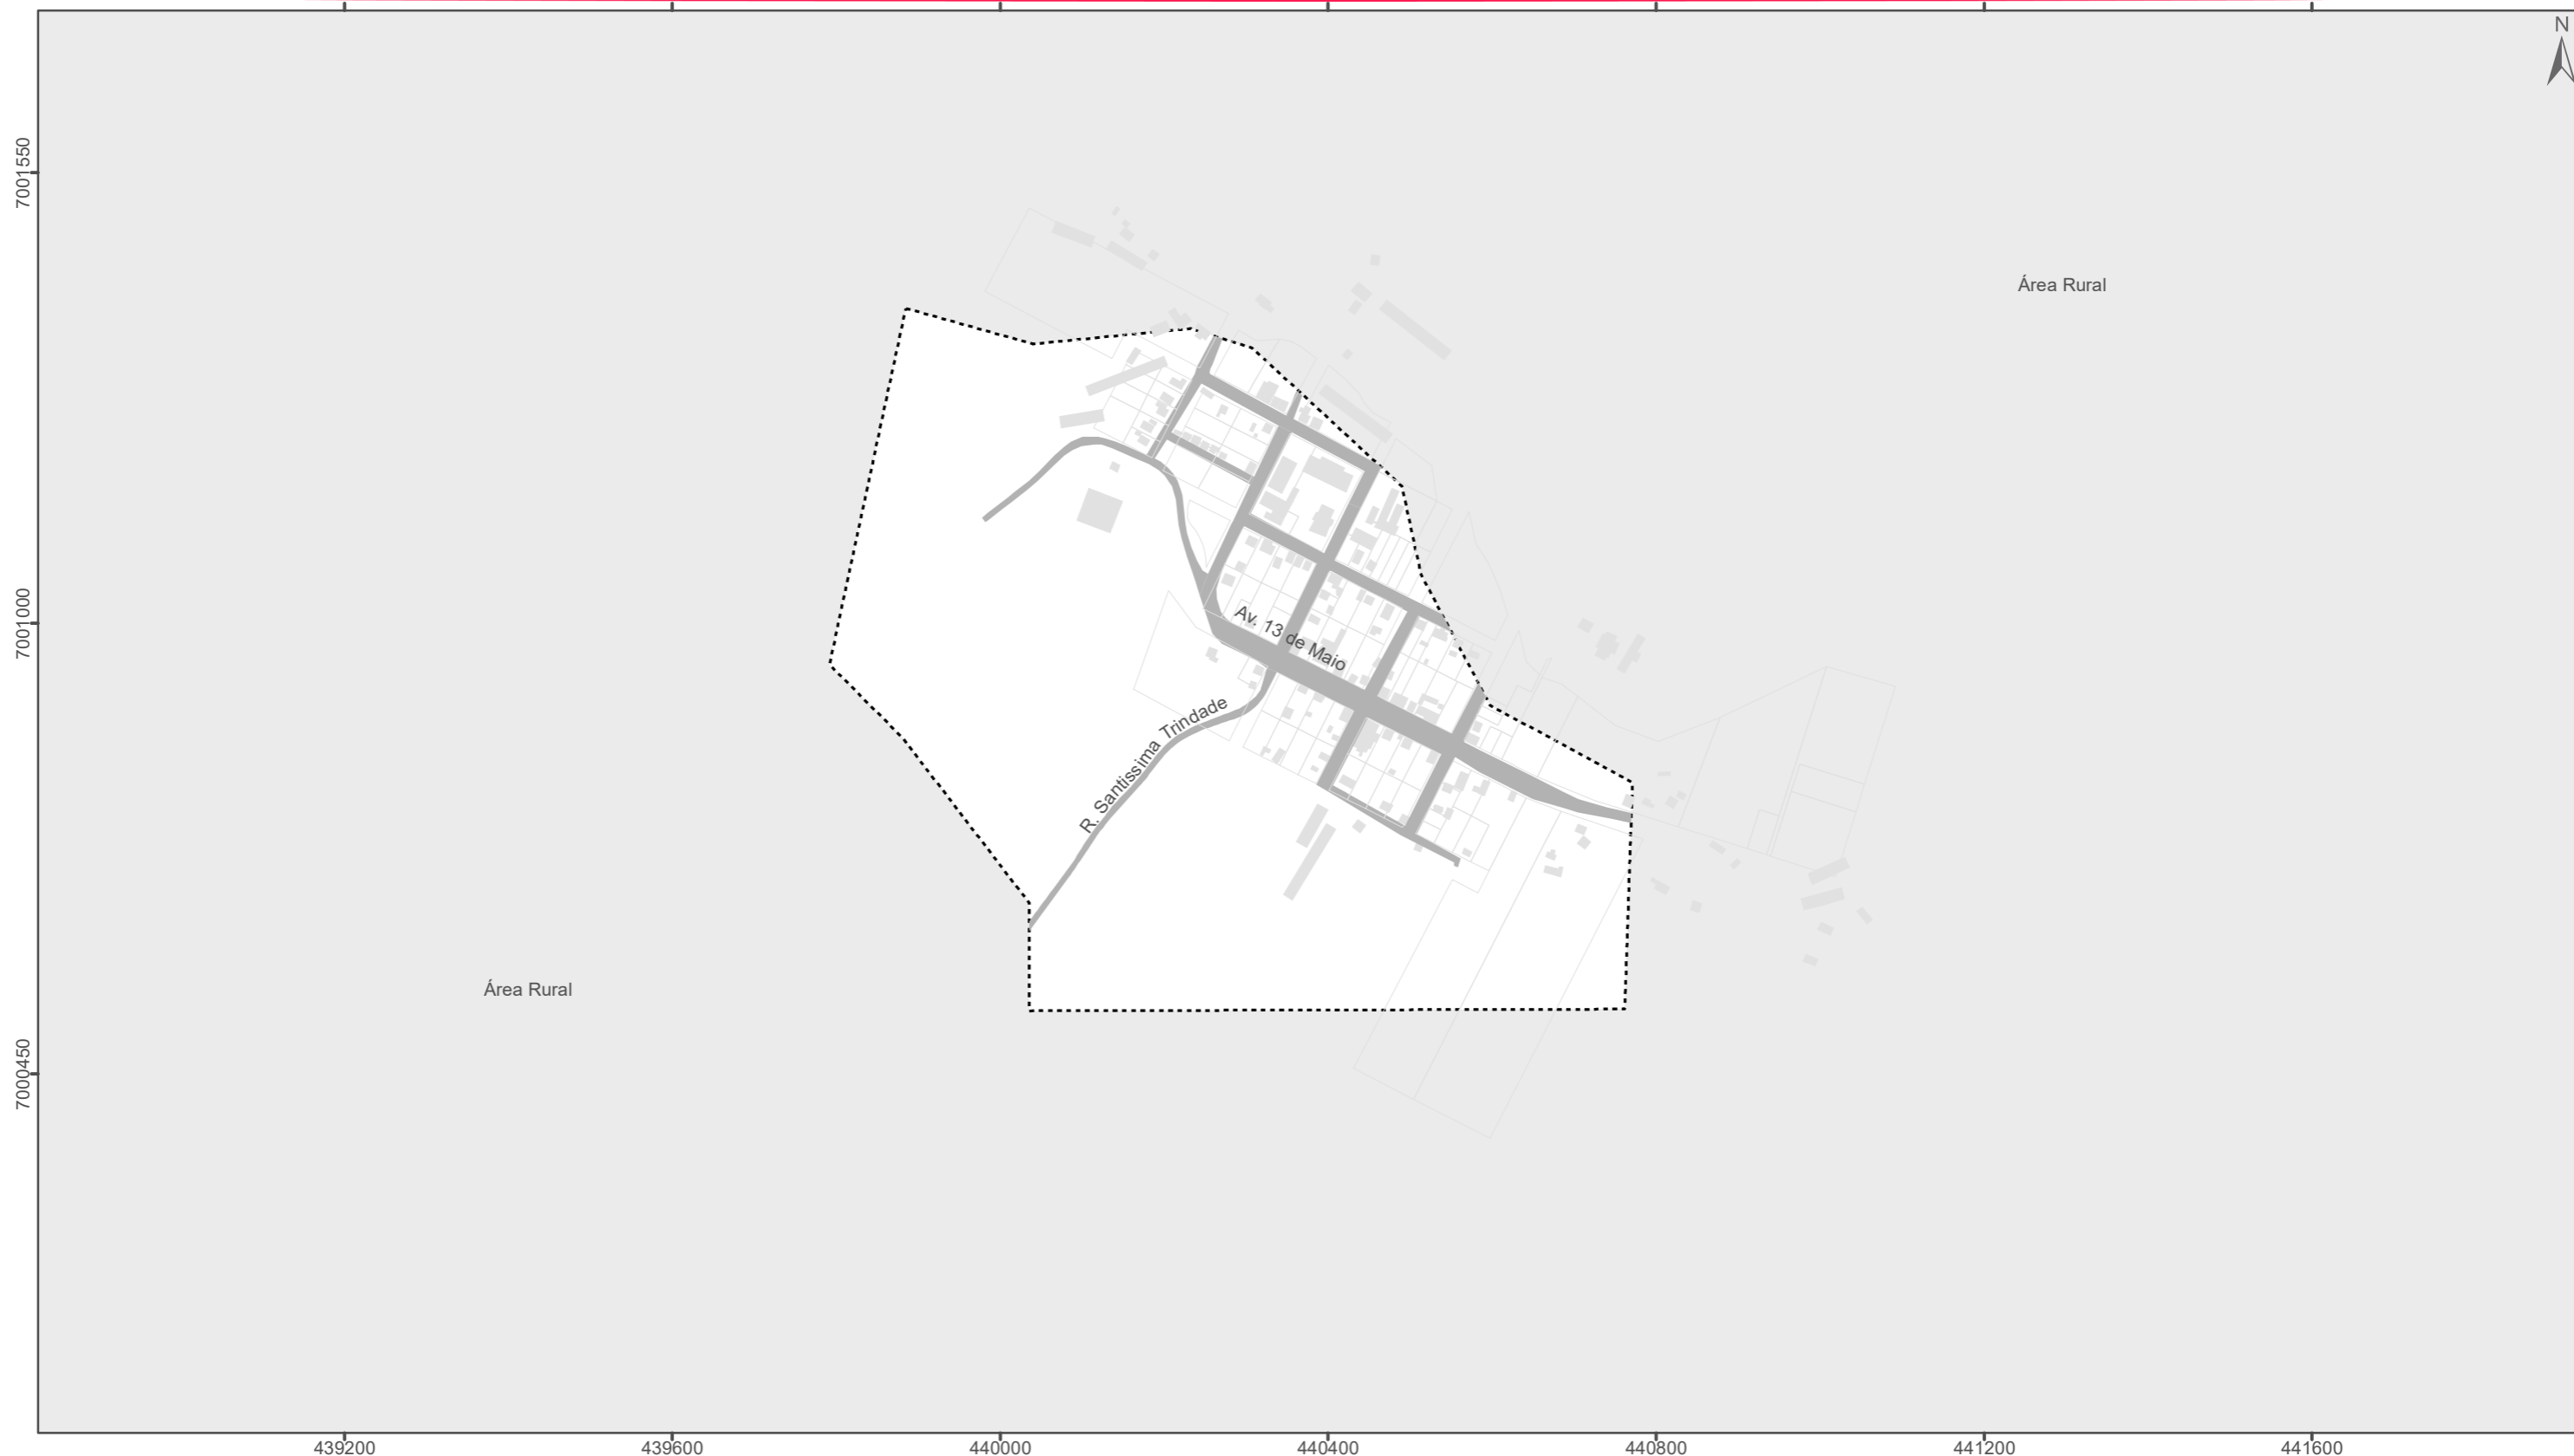 N
7001550
Área Rural
7001000
Av. 13 de Maio
R. Santissima Trindade
Área Rural
7000450
439200
439600
440000
440400
440800
441200
441600